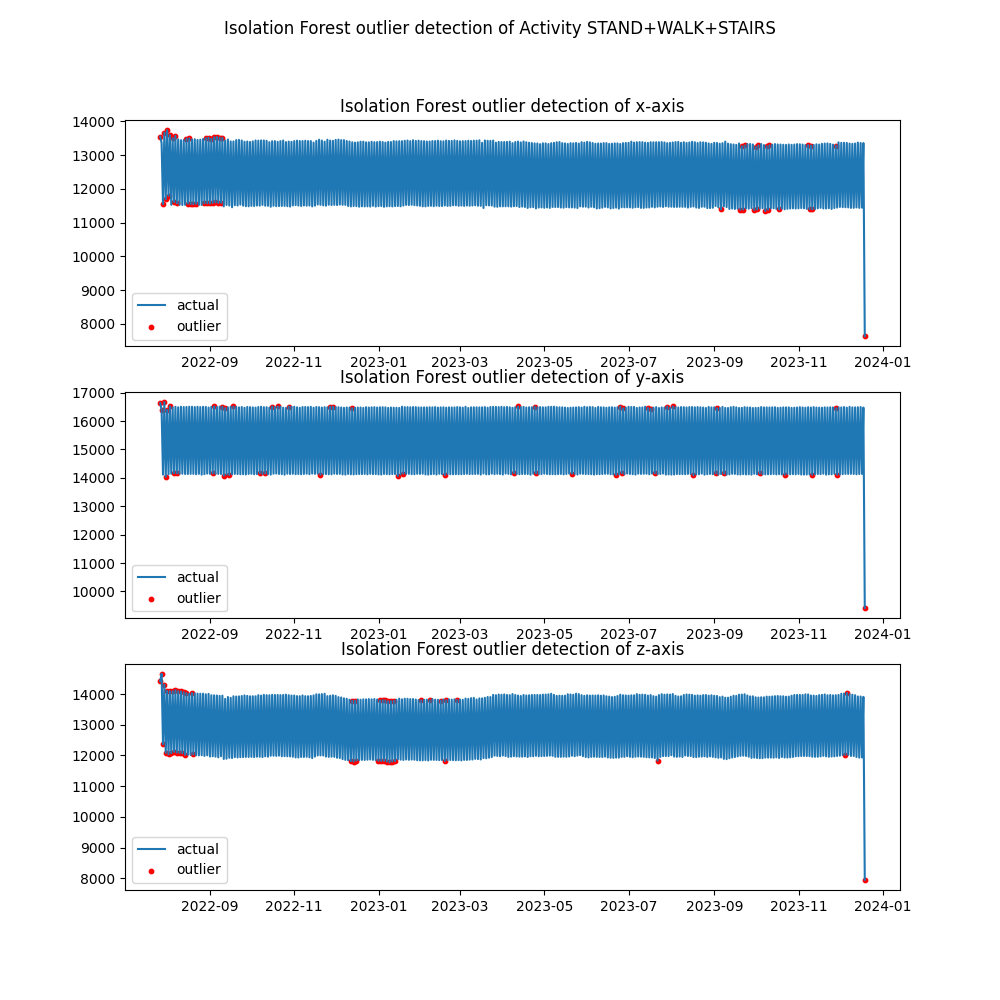 Isolation Forest outlier detection of Activity STAND+WALK+STAIRS
Isolation Forest outlier detection of x-axis
14000
13000
12000
11000
10000
9000
8000
actual
outlier
2022-09 2022-11 2023-01 2023-03 2023-05 2023-07 2023-09 2023-11 2024-01
Isolation Forest outlier detection of y-axis
17000
16000
15000
14000
13000
12000
11000
10000
actual
outlier
2022-09 2022-11 2023-01 2023-03 2023-05 2023-07 2023-09 2023-11 2024-01
Isolation Forest outlier detection of z-axis
14000
13000
12000
11000
10000
9000
8000
actual
outlier
2022-09 2022-11 2023-01 2023-03 2023-05 2023-07 2023-09 2023-11 2024-01